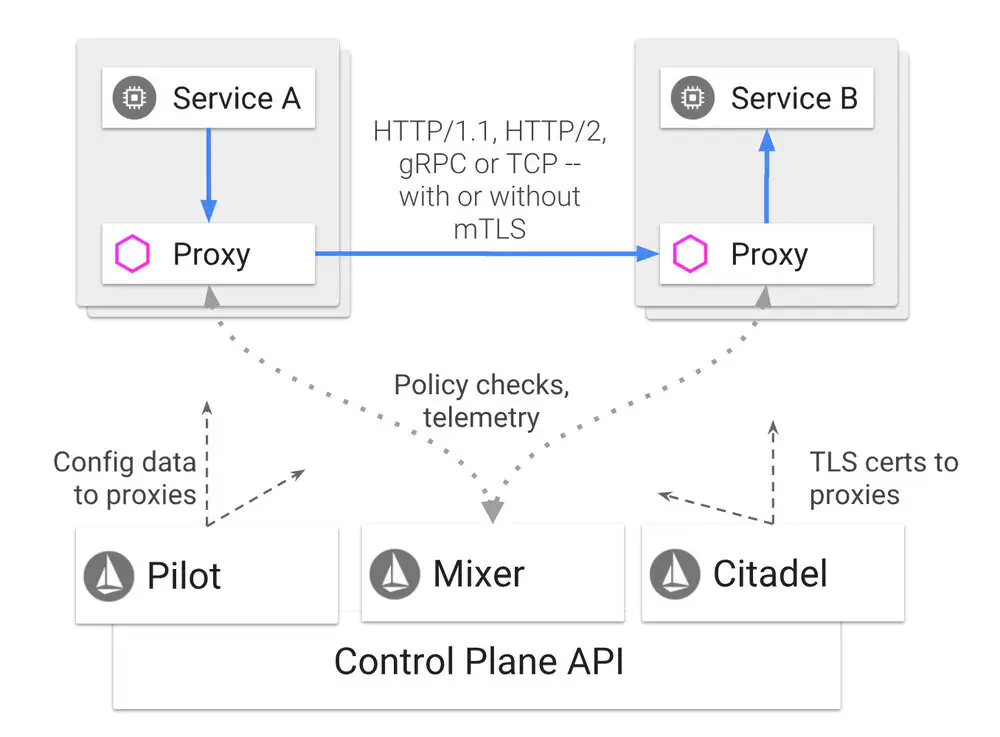 Service A
Service B
HTTP/1.1, HTTP/2,
gRPC or TCP --
with or without
mTLS
Proxy
Proxy
Policy checks,
telemetry
Config data
to proxies
TLS certs to
proxies
Pilot
Mixer
Citadel
Control Plane API